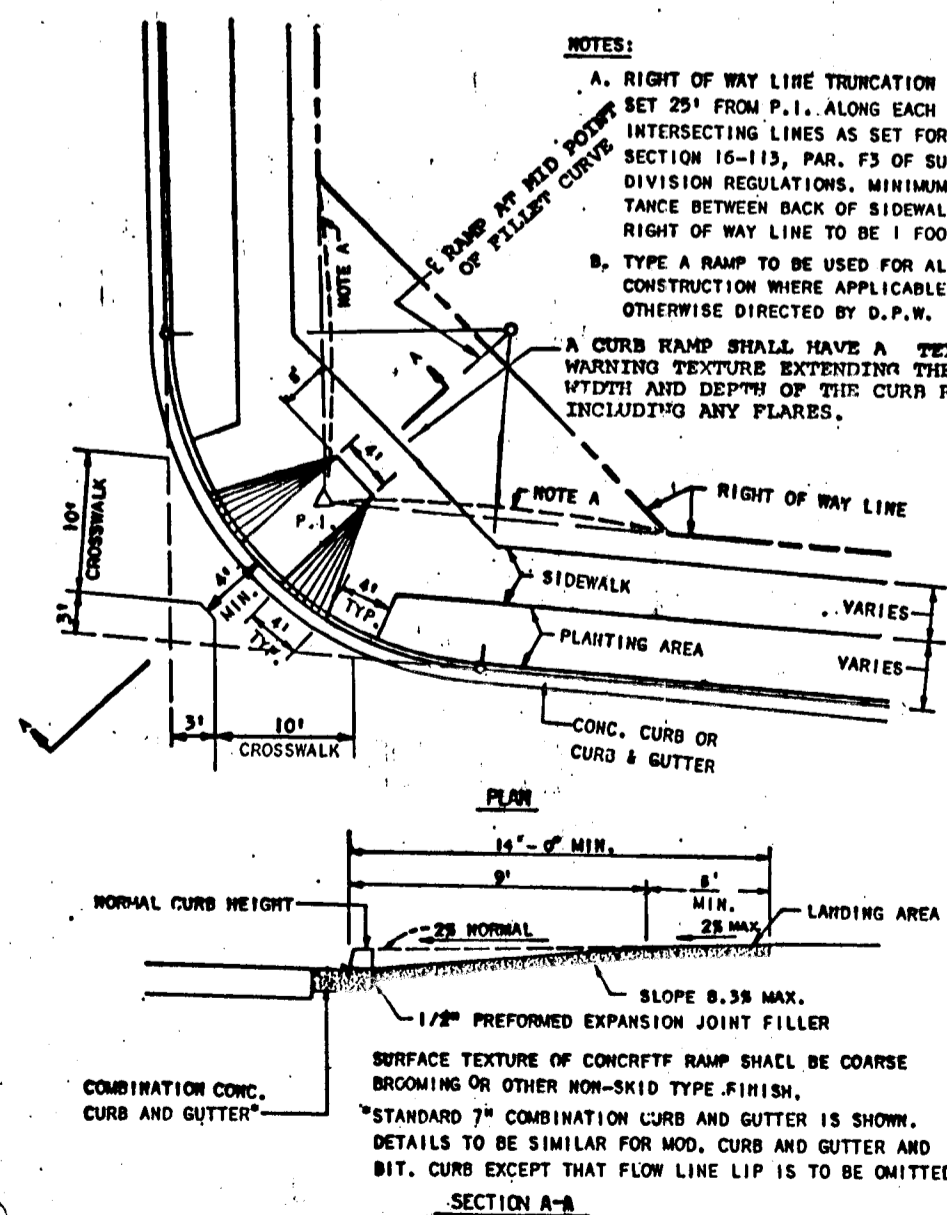 NOTES:
A. RIGHT OF WAY LINE TRUNCATION
SET 25' FROM P.I. ALONG EACH
INTERSECTING LINES AS SET FOR
SECTION 16-113, PAR. F3 OF SU
DIVISION REGULATIONS. MINIMUM
TANCE BETWEEN BACK OF SIDEWAL
RIGHT OF WAY LINE TO BE 1 FOO
B. TYPE A RAMP TO BE USED FOR AL
CONSTRUCTION WHERE APPLICABLE
OTHERWISE DIRECTED BY D.P.W.
A CURB RAMP SHALL HAVE A TE
WARNING TEXTURE EXTENDING THE
WIDTH AND DEPTH OF THE CURB R
INCLUDING ANY FLARES.
RAMP AT MID POINT
OF FILLET CURVE
NOTE A
A
4'
P.I.
NOTE A
RIGHT OF WAY LINE
10'
CROSSWALK
3'
4'
MIN.
4'
TYP.
4'
TYP.
SIDEWALK
PLANTING AREA
VARIES
VARIES
A
3'
10'
CROSSWALK
CONC. CURB OR
CURB & GUTTER
PLAN
14'-0" MIN.
9'
MIN.
NORMAL CURB HEIGHT
2% NORMAL
2% MAX
LANDING AREA
SLOPE 8.3% MAX.
1/2" PREFORMED EXPANSION JOINT FILLER
COMBINATION CONC.
CURB AND GUTTER*
SURFACE TEXTURE OF CONCRETE RAMP SHALL BE COARSE
BROOMING OR OTHER NON-SKID TYPE FINISH.
*STANDARD 7" COMBINATION CURB AND GUTTER IS SHOWN.
DETAILS TO BE SIMILAR FOR MOD. CURB AND GUTTER AND
BIT. CURB EXCEPT THAT FLOW LINE LIP IS TO BE OMITTED
SECTION A-A